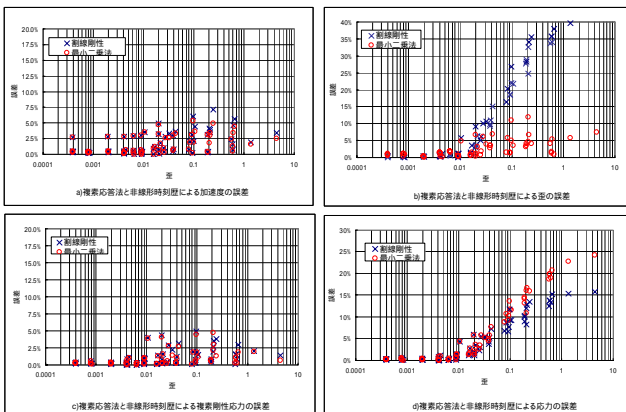 20.0%
17.5%
15.0%
12.5%
10.0%
7.5%
5.0%
2.5%
0.0%
誤差
割線剛性
最小二乗法
0.0001 0.001 0.01 0.1 1 10
歪
a)複素応答法と非線形時刻歴による加速度の誤差
40%
35%
30%
25%
20%
15%
10%
5%
0%
誤差
割線剛性
最小二乗法
0.0001 0.001 0.01 0.1 1 10
歪
b)複素応答法と非線形時刻歴による歪の誤差
20.0%
17.5%
15.0%
12.5%
10.0%
7.5%
5.0%
2.5%
0.0%
誤差
割線剛性
最小二乗法
0.0001 0.001 0.01 0.1 1 10
歪
c)複素応答法と非線形時刻歴による複素剛性応力の誤差
30%
25%
20%
15%
10%
5%
0%
誤差
割線剛性
最小二乗法
0.0001 0.001 0.01 0.1 1 10
歪
d)複素応答法と非線形時刻歴による応力の誤差